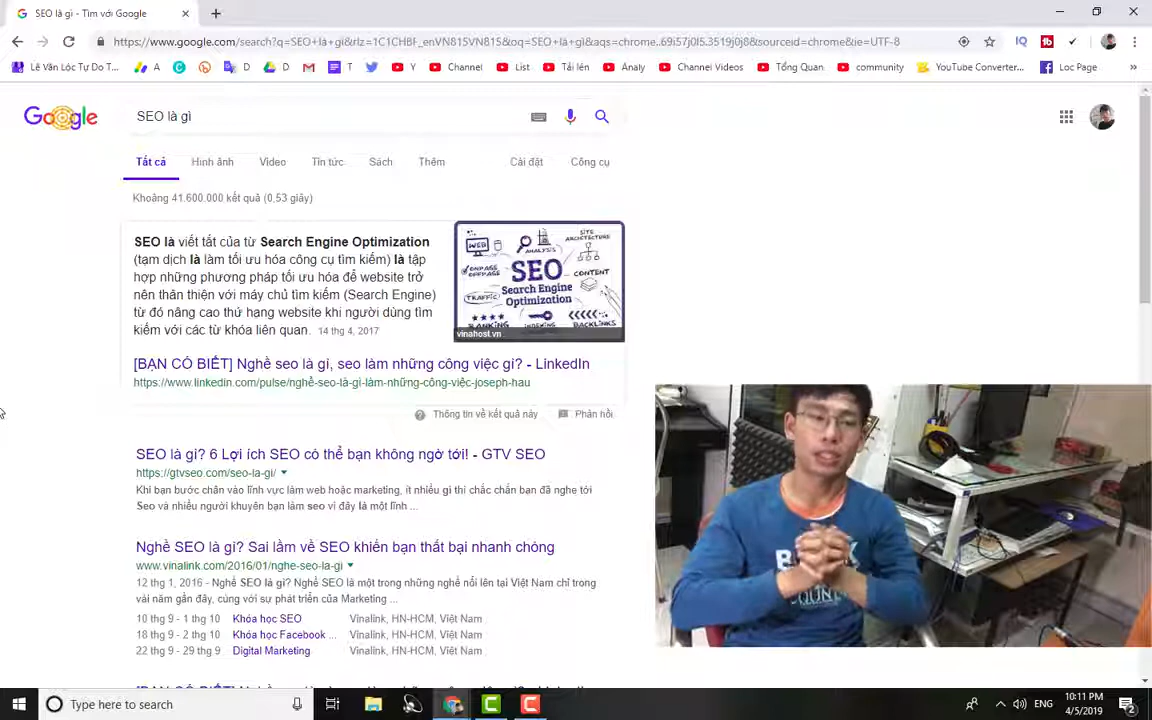 SEO là gì - Tìm với Google
https://www.google.com/search?q=SEO+là+gì&rlz=1C1CHBF_enVN815VN815&oq=SEO+là+gì&aqs=chrome..69i57j0l5.3519j0j8&sourceid=chrome&ie=UTF-8
IQ
Lê Văn Lộc Tự Do T...
A
D
D
T
Y
Channel
List
Tải lên
Analy
Channel Videos
Tổng Quan
community
YouTube Converter...
Loc Page
Google
SEO là gì
Tất cả
Hình ảnh
Video
Tin tức
Sách
Thêm
Cài đặt
Công cụ
Khoảng 41.600.000 kết quả (0,53 giây)
SEO là viết tắt của từ Search Engine Optimization
(tạm dịch là làm tối ưu hóa công cụ tìm kiếm) là tập
hợp những phương pháp tối ưu hóa để website trở
nên thân thiện với máy chủ tìm kiếm (Search Engine)
từ đó nâng cao thứ hạng website khi người dùng tìm
kiếm với các từ khóa liên quan. 14 thg 4, 2017
WEB
ANALYSIS
SITE
ARCHITECTURE
ONPAGE
OFFPAGE
SEO
Search Engine
Optimization
CONTENT
TRAFFIC
RANKING
INDEXING
BACKLINKS
vinahost.vn
[BẠN CÓ BIẾT] Nghề seo là gì, seo làm những công việc gì? - LinkedIn
https://www.linkedin.com/pulse/nghề-seo-là-gì-làm-những-công-việc-joseph-hau
Thông tin về kết quả này
Phản hồi
SEO là gì? 6 Lợi ích SEO có thể bạn không ngờ tới! - GTV SEO
https://gtvseo.com/seo-la-gi/
Khi bạn bước chân vào lĩnh vực làm web hoặc marketing, ít nhiều gì thì chắc chắn bạn đã nghe tới
Seo và nhiều người khuyên bạn làm seo vì đây là một lĩnh ...
Nghề SEO là gì? Sai lầm về SEO khiến bạn thất bại nhanh chóng
www.vinalink.com/2016/01/nghe-seo-la-gi
12 thg 1, 2016 - Nghề SEO là gì? Nghề SEO là một trong những nghề nổi lên tại Việt Nam chỉ trong
vài năm gần đây, cùng với sự phát triển của Marketing ...
10 thg 9 - 1 thg 10 Khóa học SEO Vinalink, HN-HCM, Việt Nam
18 thg 9 - 2 thg 10 Khóa học Facebook ... Vinalink, HN-HCM, Việt Nam
22 thg 9 - 29 thg 9 Digital Marketing Vinalink, HN-HCM, Việt Nam
Type here to search
ENG
10:11 PM
4/5/2019
2